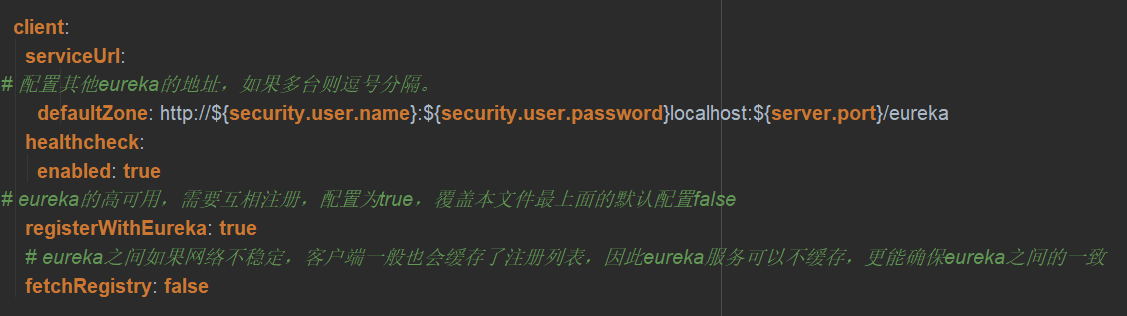 client:
serviceUrl:
# 配置其他eureka的地址，如果多台则逗号分隔。
defaultZone: http://${security.user.name}:${security.user.password}localhost:${server.port}/eureka
healthcheck:
enabled: true
# eureka的高可用，需要互相注册，配置为true，覆盖本文件最上面的默认配置false
registerWithEureka: true
# eureka之间如果网络不稳定，客户端一般也会缓存了注册列表，因此eureka服务可以不缓存，更能确保eureka之间的一致
fetchRegistry: false